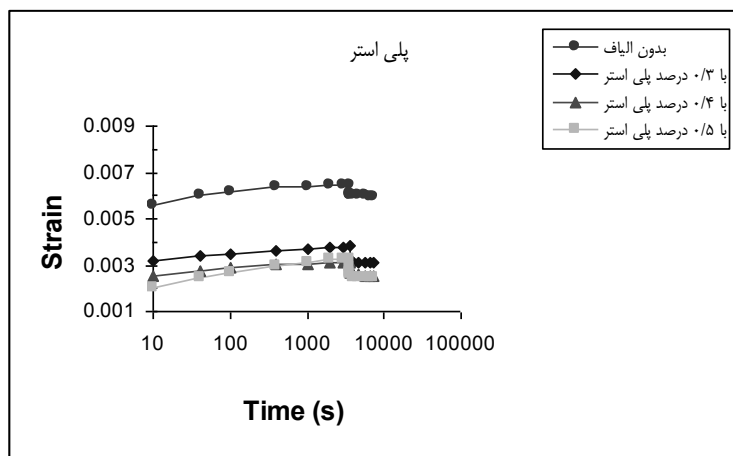 پلی استر
بدون الیاف
با ۰/۳ درصد پلی استر
با ۰/۴ درصد پلی استر
با ۰/۵ درصد پلی استر
0.009
0.007
0.005
0.003
0.001
Strain
10 100 1000 10000 100000
Time (s)